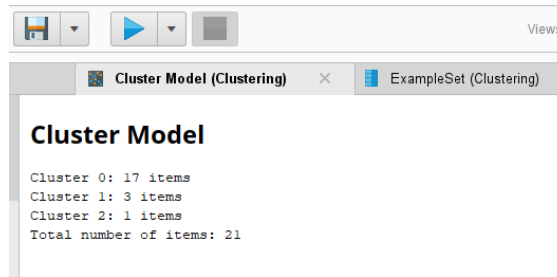 Views
Cluster Model (Clustering)
ExampleSet (Clustering)
Cluster Model
Cluster 0: 17 items
Cluster 1: 3 items
Cluster 2: 1 items
Total number of items: 21